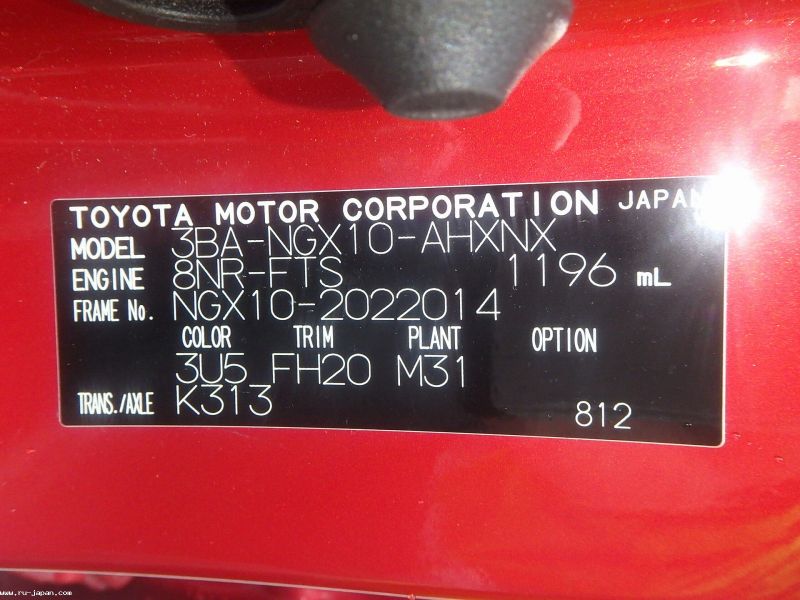 TOYOTA MOTOR CORPORATION JAPAN
MODEL 3BA-NGX10-AHXNX
ENGINE 8NR-FTS 1196 mL
FRAME No. NGX10-2022014
COLOR TRIM PLANT OPTION
3U5 FH20 M31
TRANS./AXLE K313
812
www.ru-japan.com